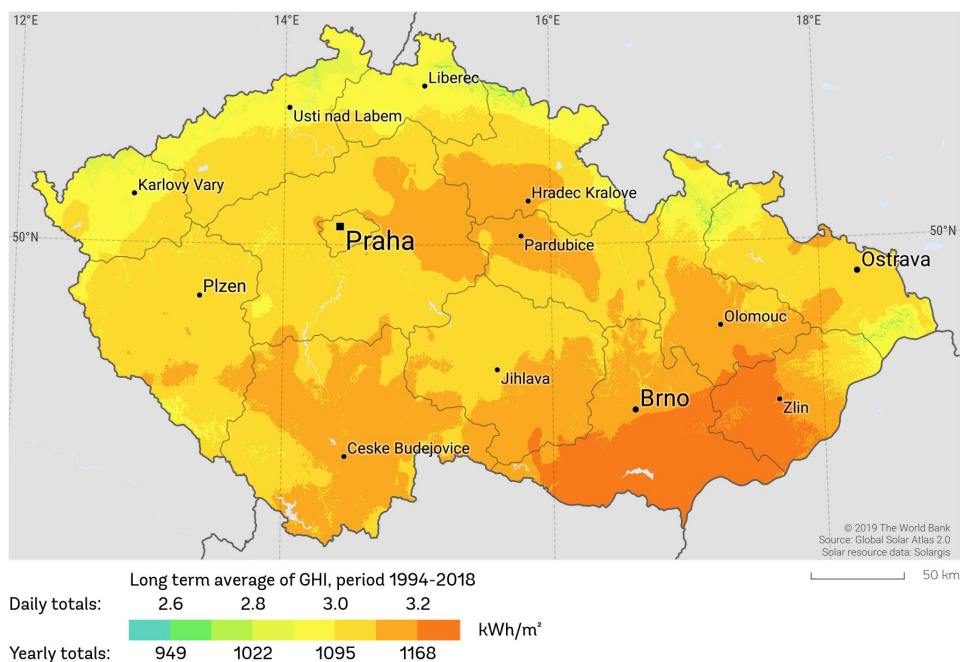 12°E 14°E 16°E 18°E
Liberec
Usti nad Labem
Karlovy Vary
Hradec Kralove
50°N Praha Pardubice 50°N
Ostrava
Plzen
Olomouc
Jihlava
Brno
Zlin
Ceske Budejovice
© 2019 The World Bank
Source: Global Solar Atlas 2.0
Solar resource data: Solargis
50 km
Long term average of GHI, period 1994-2018
Daily totals: 2.6 2.8 3.0 3.2
kWh/m²
Yearly totals: 949 1022 1095 1168